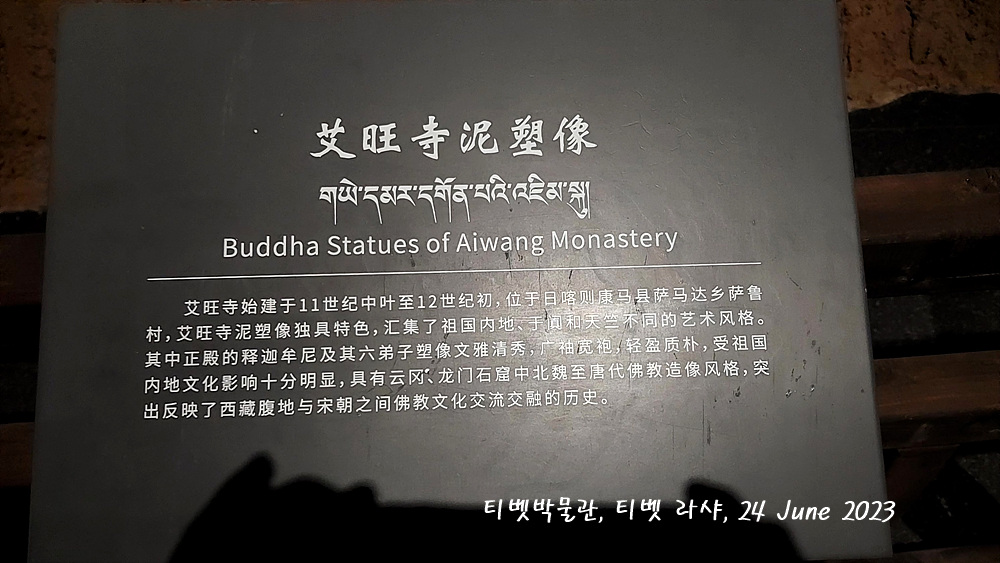 艾旺寺泥塑像
གཡེ་དམར་དགོན་པའི་འཇིམ་སྐུ།
Buddha Statues of Aiwang Monastery
艾旺寺始建于11世纪中叶至12世纪初，位于日喀则康马县萨马达乡萨鲁
村，艾旺寺泥塑像独具特色，汇集了祖国内地、于阗和天竺不同的艺术风格。
其中正殿的释迦牟尼及其六弟子塑像文雅清秀，广袖宽袍，轻盈质朴，受祖国
内地文化影响十分明显，具有云冈、龙门石窟中北魏至唐代佛教造像风格，突
出反映了西藏腹地与宋朝之间佛教文化交流交融的历史。
티벳박물관, 티벳 라샤, 24 June 2023